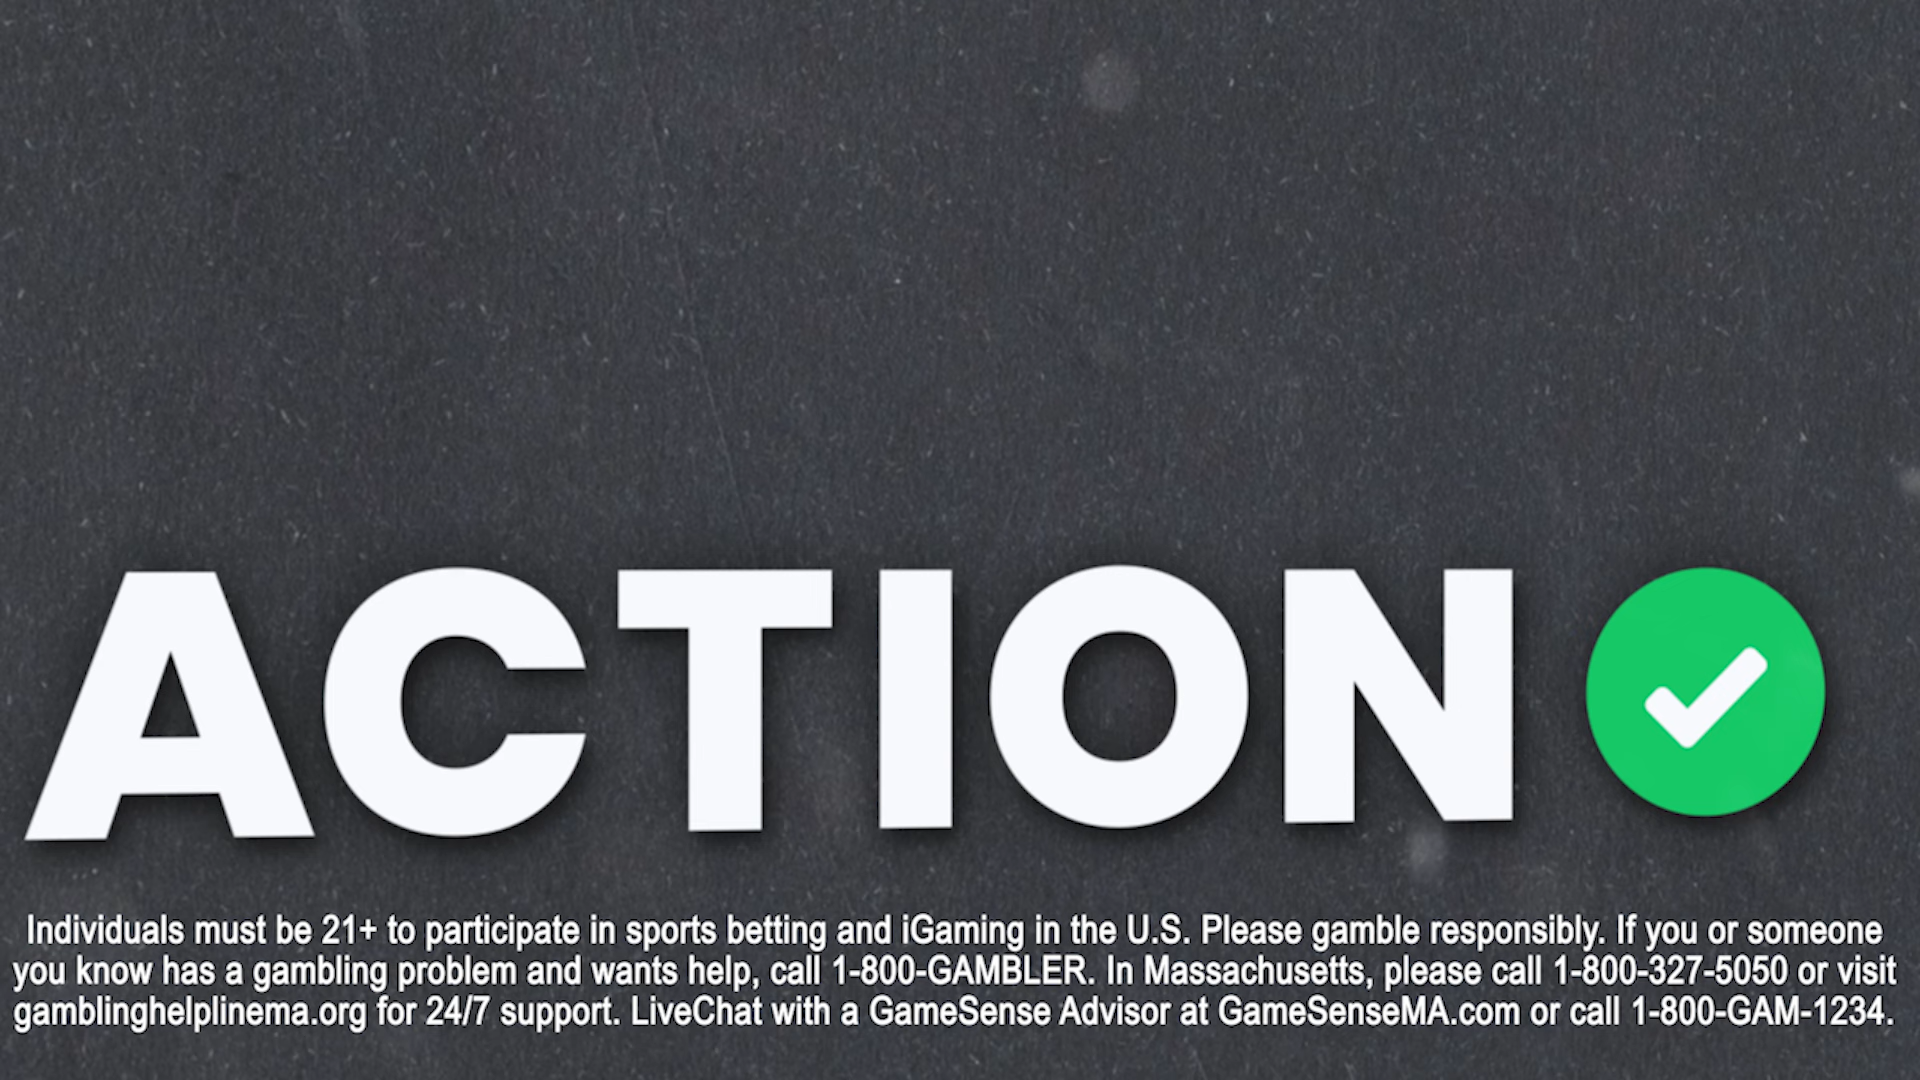 ACTION
Individuals must be 21+ to participate in sports betting and iGaming in the U.S. Please gamble responsibly. If you or someone
you know has a gambling problem and wants help, call 1-800-GAMBLER. In Massachusetts, please call 1-800-327-5050 or visit
gamblinghelplinema.org for 24/7 support. LiveChat with a GameSense Advisor at GameSenseMA.com or call 1-800-GAM-1234.